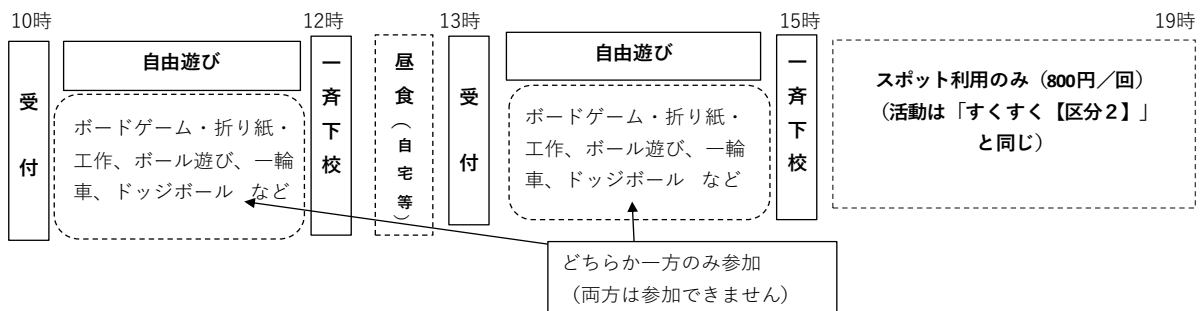 10時
12時
13時
15時
19時
受付
自由遊び
ボードゲーム・折り紙・
工作、ボール遊び、一輪
車、ドッジボール　など
一斉下校
昼食(自宅等)
受付
自由遊び
ボードゲーム・折り紙・
工作、ボール遊び、一輪
車、ドッジボール　など
一斉下校
スポット利用のみ（800円／回）
（活動は「すくすく【区分２】」
と同じ）
どちらか一方のみ参加
（両方は参加できません）